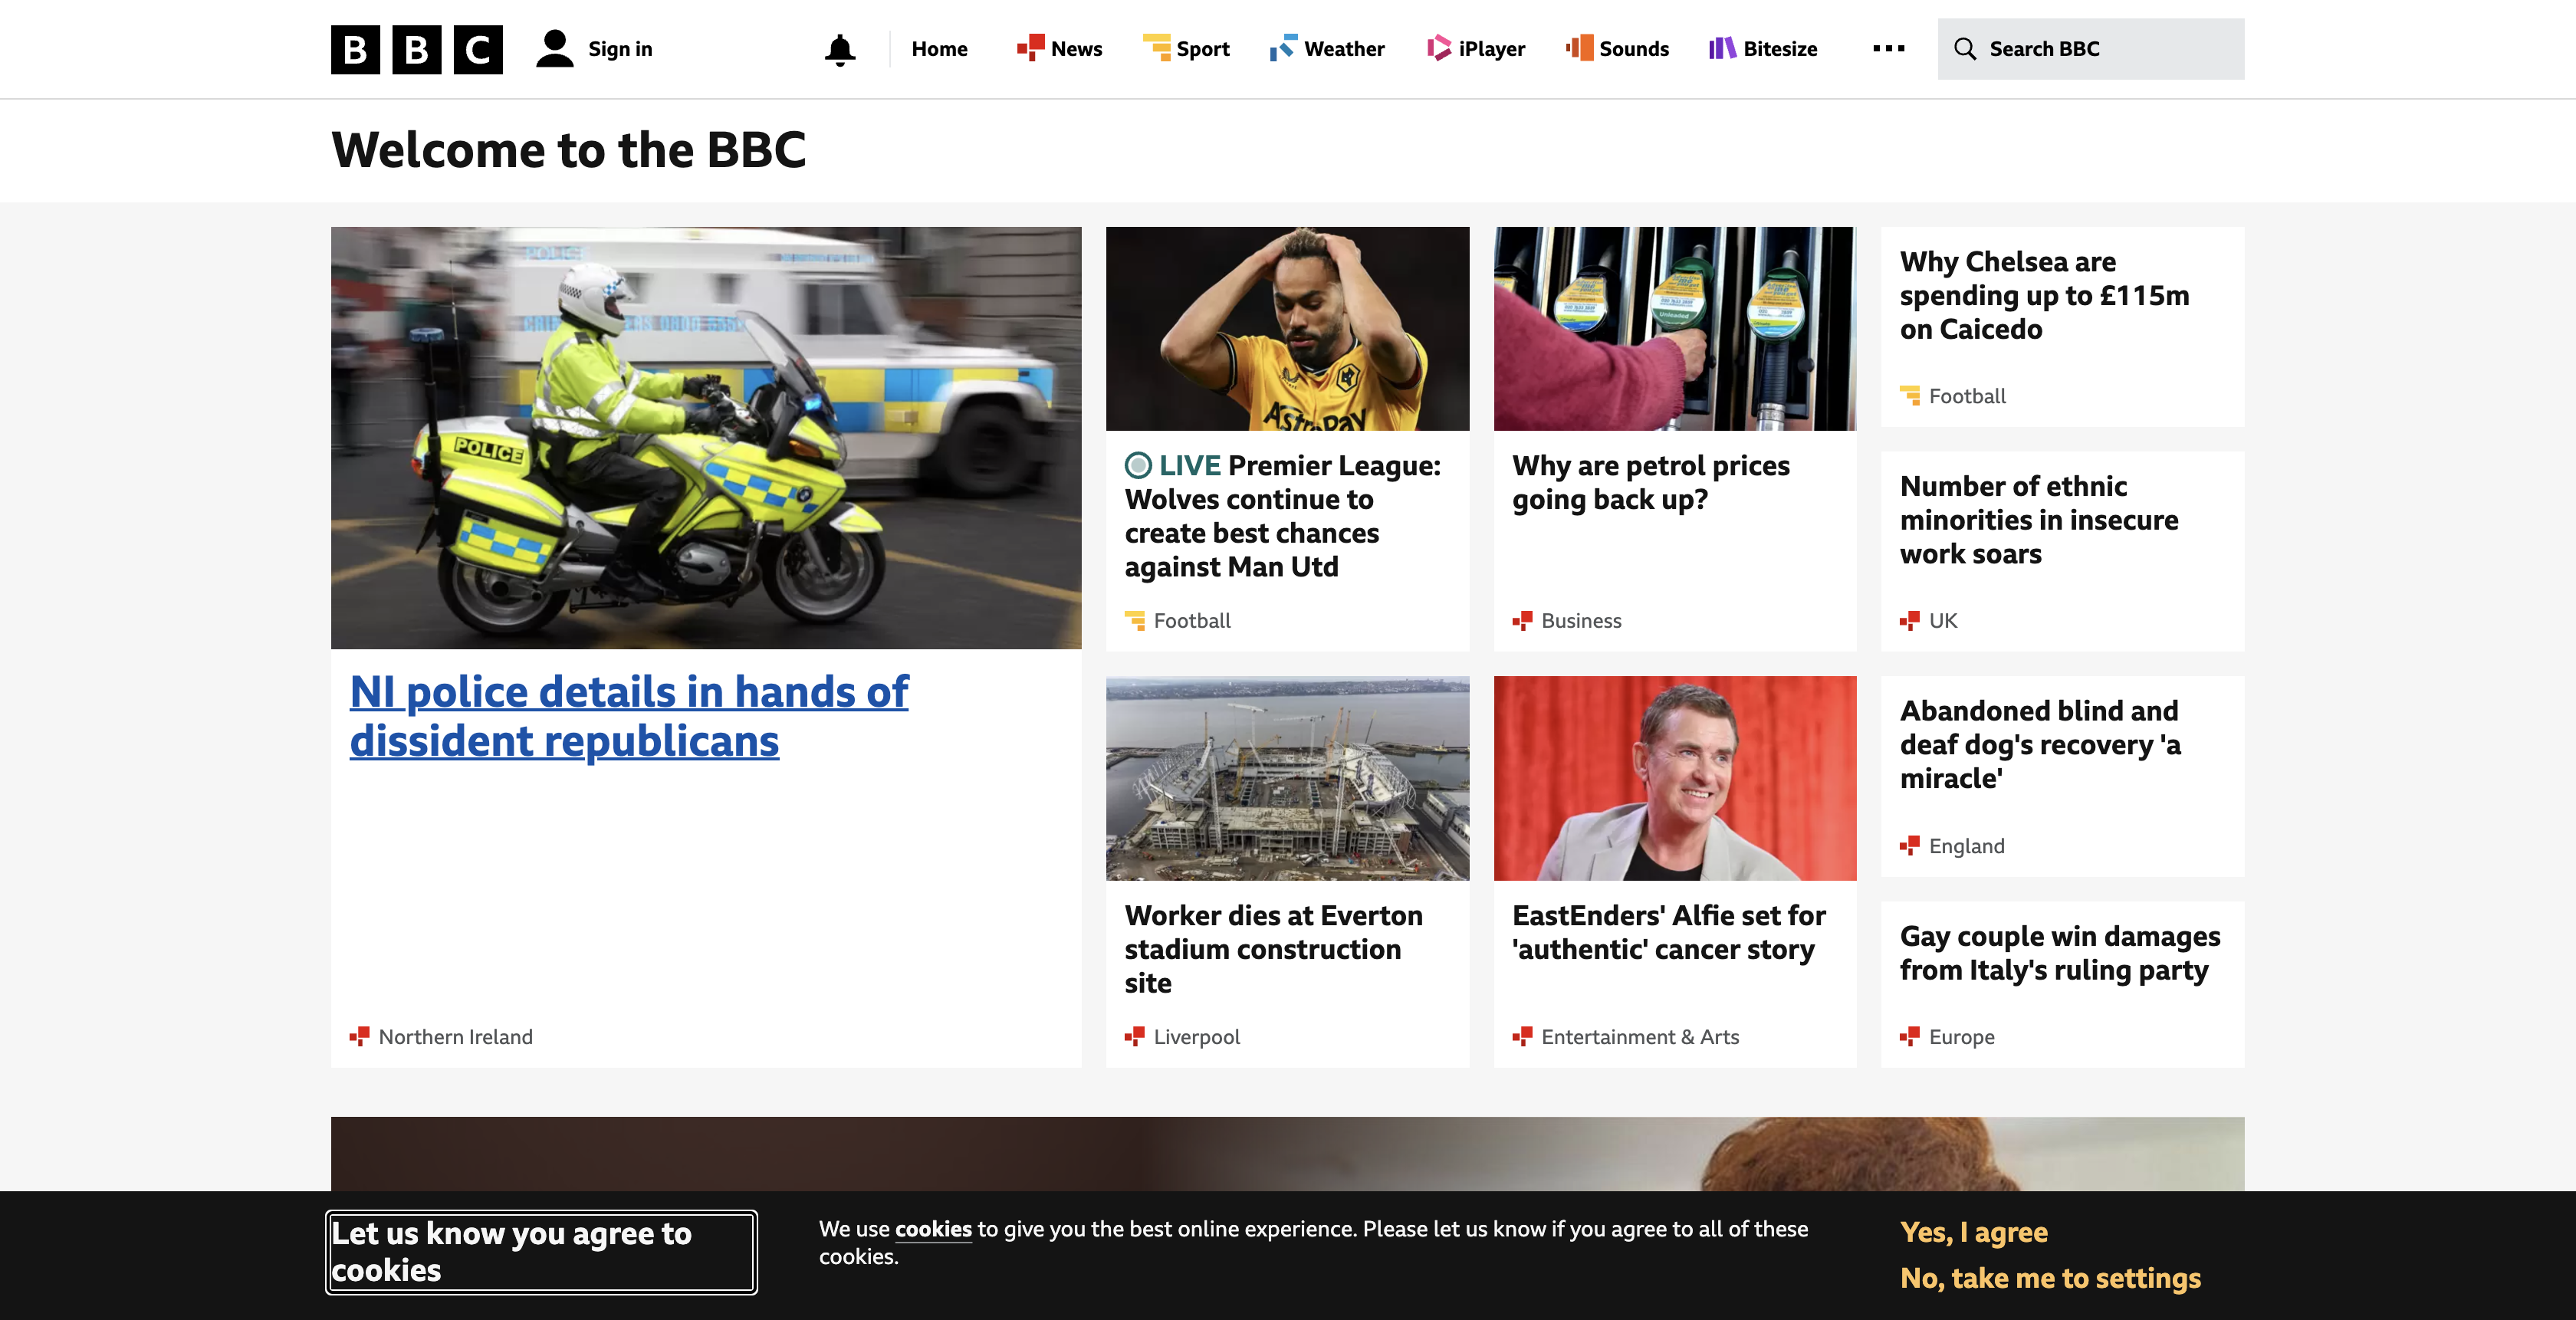 BBC
Sign in
Home
News
Sport
Weather
iPlayer
Sounds
Bitesize
Search BBC
Welcome to the BBC
POLICE
POLICE
AstroPay
Unleaded
NI police details in hands of
dissident republicans
Northern Ireland
LIVE Premier League:
Wolves continue to
create best chances
against Man Utd
Football
Why are petrol prices
going back up?
Business
Why Chelsea are
spending up to £115m
on Caicedo
Football
Number of ethnic
minorities in insecure
work soars
UK
Worker dies at Everton
stadium construction
site
Liverpool
EastEnders' Alfie set for
'authentic' cancer story
Entertainment & Arts
Abandoned blind and
deaf dog's recovery 'a
miracle'
England
Gay couple win damages
from Italy's ruling party
Europe
Let us know you agree to
cookies
We use cookies to give you the best online experience. Please let us know if you agree to all of these
cookies.
Yes, I agree
No, take me to settings